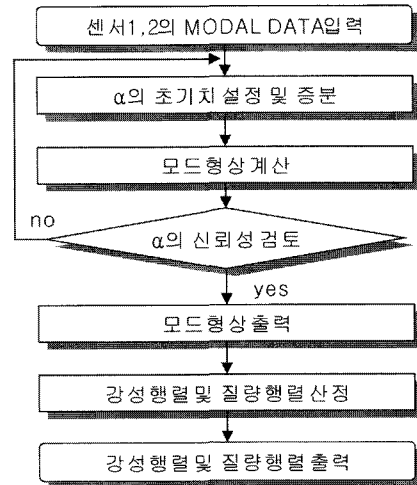 센서1,2의 MODAL DATA입력
α의 초기치 설정 및 증분
모드형상계산
no
α의 신뢰성 검토
yes
모드형상 출력
강성행렬및 질량행렬산정
강성행렬및 질량행렬출력